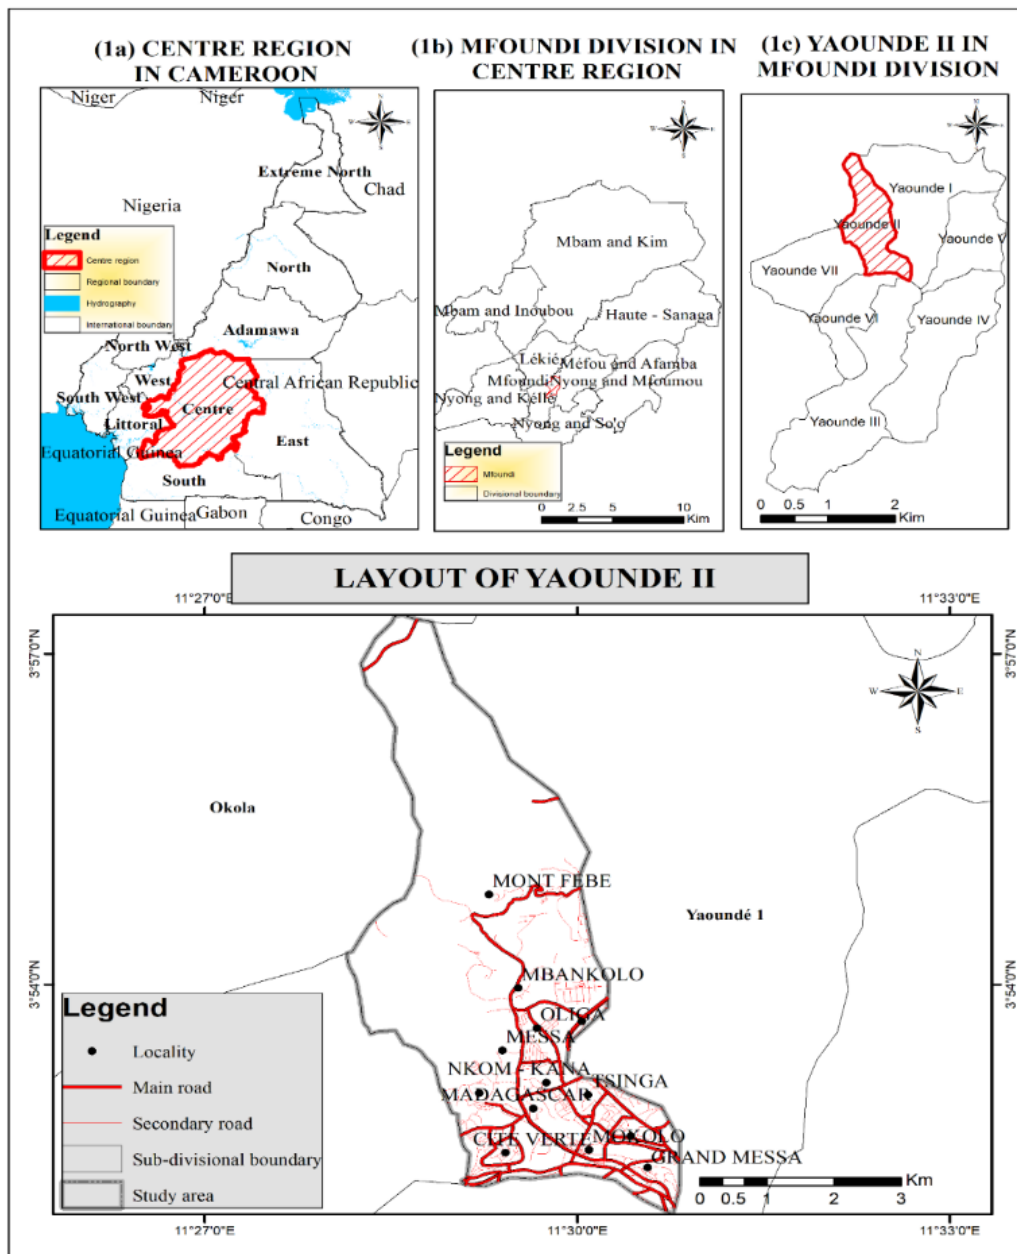 (1a) CENTRE REGION
IN CAMEROON
Niger
Niger
N
W
E
S
Extreme North
Chad
Nigeria
Legend
Centre region
Regional boundary
Hydrography
International boundary
North
Adamawa
North West
West
Central African Republic
South West
Centre
Littoral
East
Equatorial Guinea
South
Equatorial Guinea
Gabon
Congo
(1b) MFOUNDI DIVISION IN
CENTRE REGION
N
W
E
S
Mbam and Kim
Mbam and Inoubou
Haute - Sanaga
Lékié
Méfou and Afamba
Mfoundi
Nyong and Mfoumou
Nyong and Kéllé
Nyong and So'o
Legend
Mfoundi
Divisional boundary
0 2.5 5 10
Kim
(1c) YAOUNDE II IN
MFOUNDI DIVISION
N
W
E
S
Yaounde I
Yaounde II
Yaounde V
Yaounde VII
Yaounde VI
Yaounde IV
Yaounde III
0 0.5 1 2
Kim
LAYOUT OF YAOUNDE II
11°27'0"E
11°30'0"E
11°33'0"E
3°57'0"N
3°57'0"N
N
W
E
S
Okola
MONT FEBE
Yaoundé 1
3°54'0"N
3°54'0"N
MBANKOLO
OLIGA
MESSA
NKOM - KANA
TSINGA
MADAGASCAR
CITE VERTE
MOKOLO
GRAND MESSA
Legend
Locality
Main road
Secondary road
Sub-divisional boundary
Study area
0 0.5 1 2 3
Km
11°27'0"E
11°30'0"E
11°33'0"E